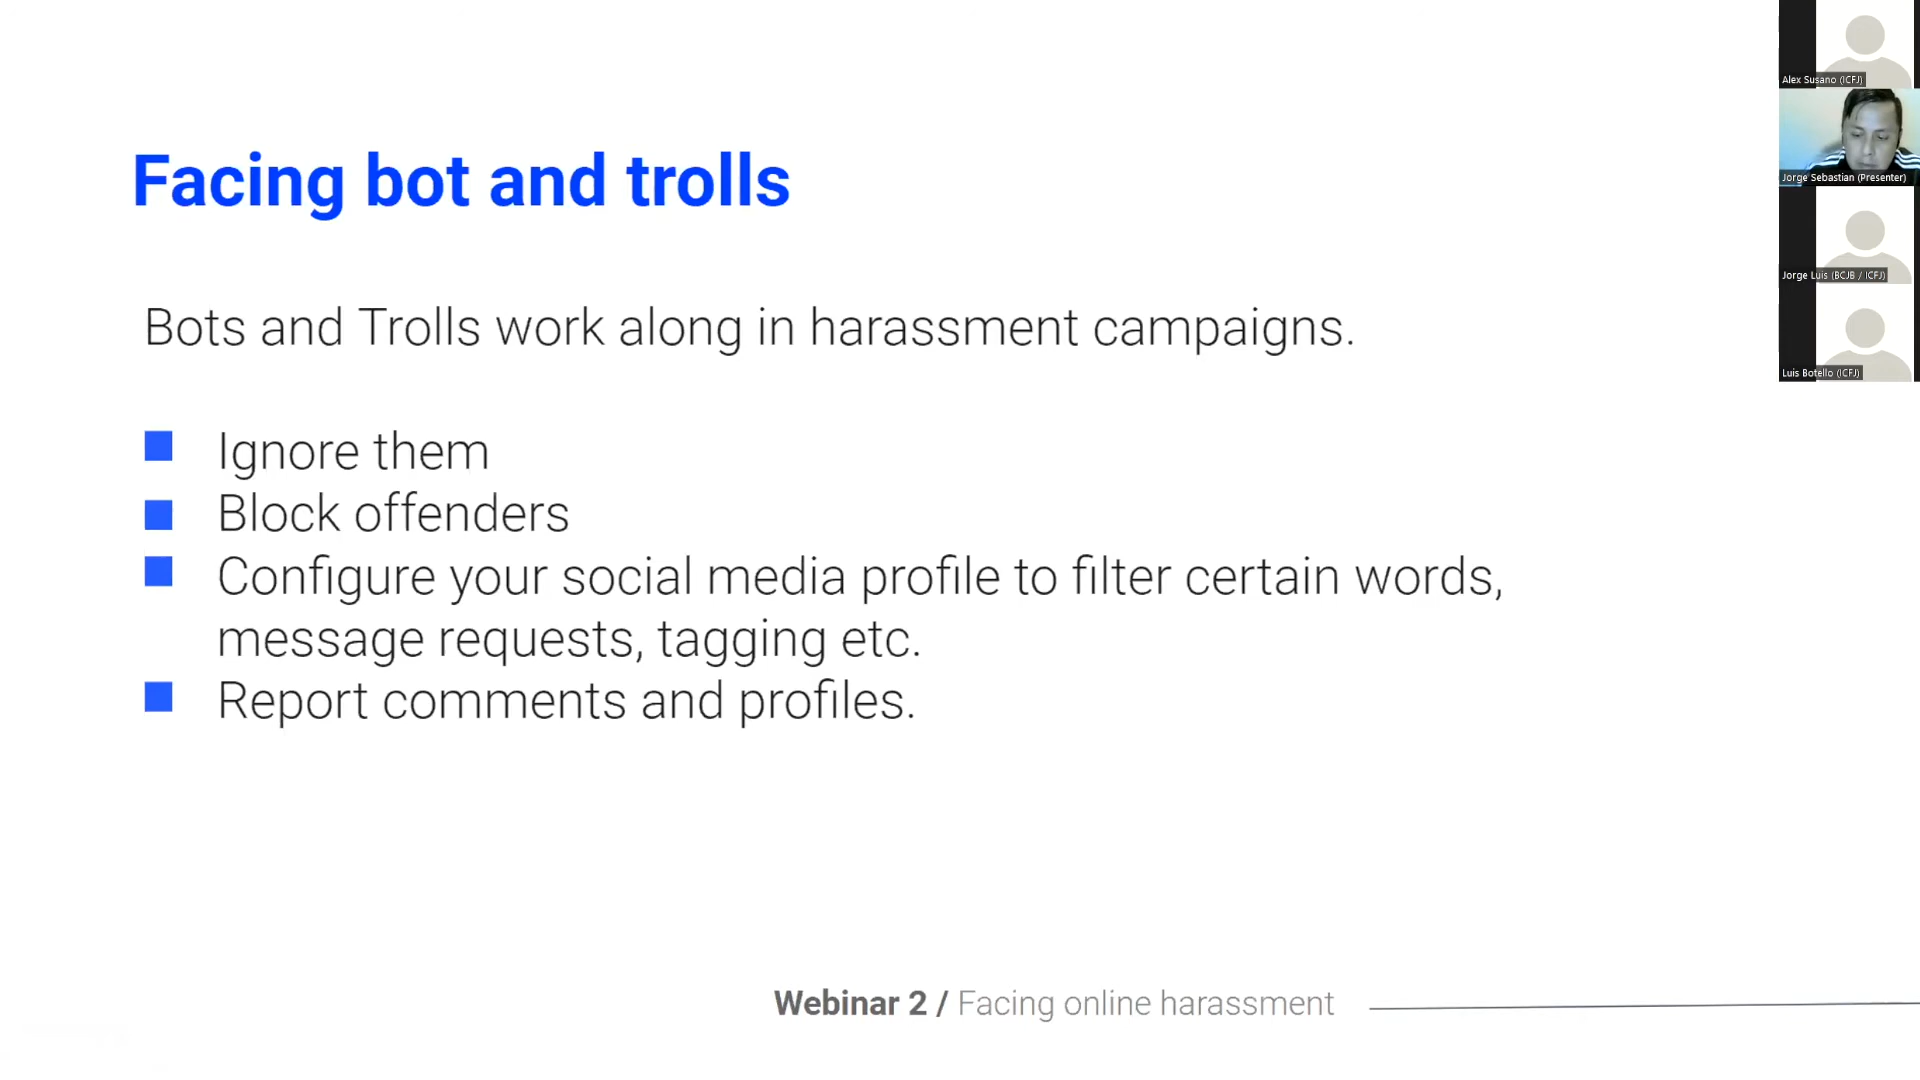 Facing bot and trolls
Bots and Trolls work along in harassment campaigns.
Ignore them
Block offenders
Configure your social media profile to filter certain words,
message requests, tagging etc.
Report comments and profiles.
Webinar 2 / Facing online harassment
Alex Susano (ICFJ)
Jorge Sebastian (Presenter)
Jorge Luis (BCJB / ICFJ)
Luis Botello (ICFJ)